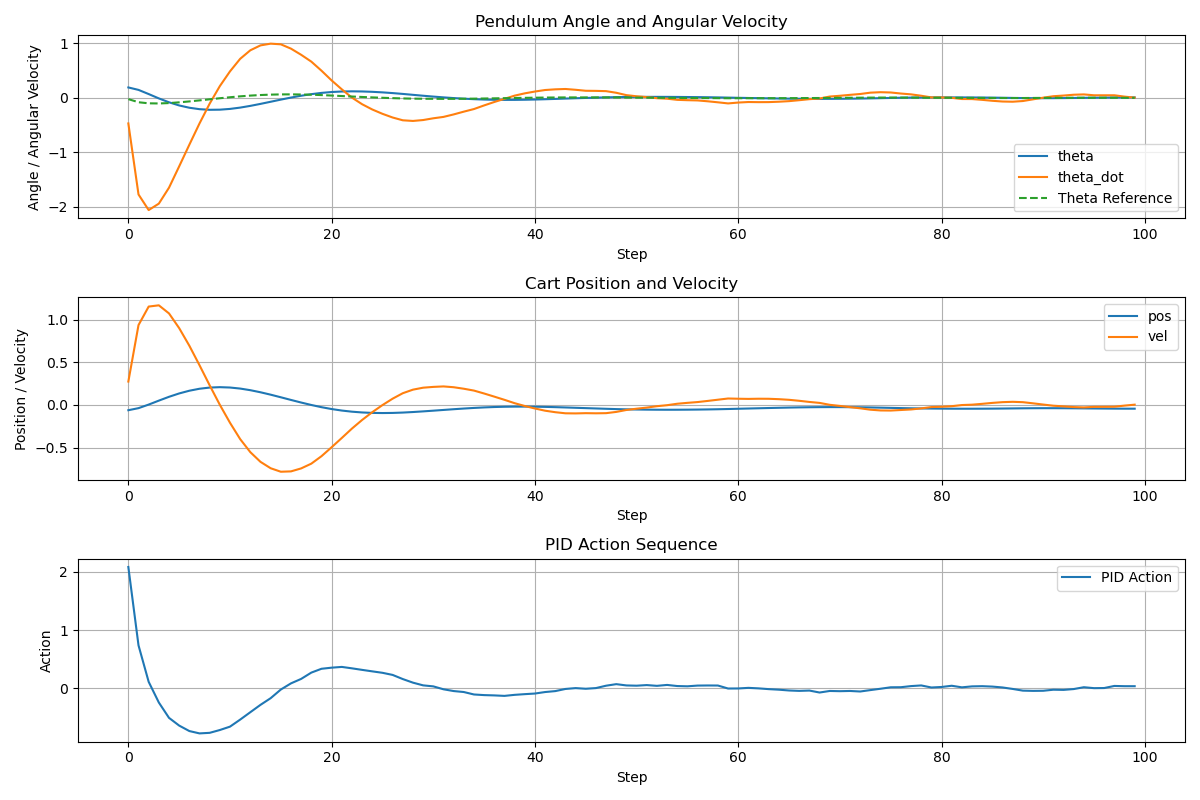 Pendulum Angle and Angular Velocity
Angle / Angular Velocity
1
0
−1
−2
theta
theta_dot
Theta Reference
0 20 40 60 80 100
Step
Cart Position and Velocity
Position / Velocity
1.0
0.5
0.0
−0.5
pos
vel
0 20 40 60 80 100
Step
PID Action Sequence
Action
2
1
0
PID Action
0 20 40 60 80 100
Step